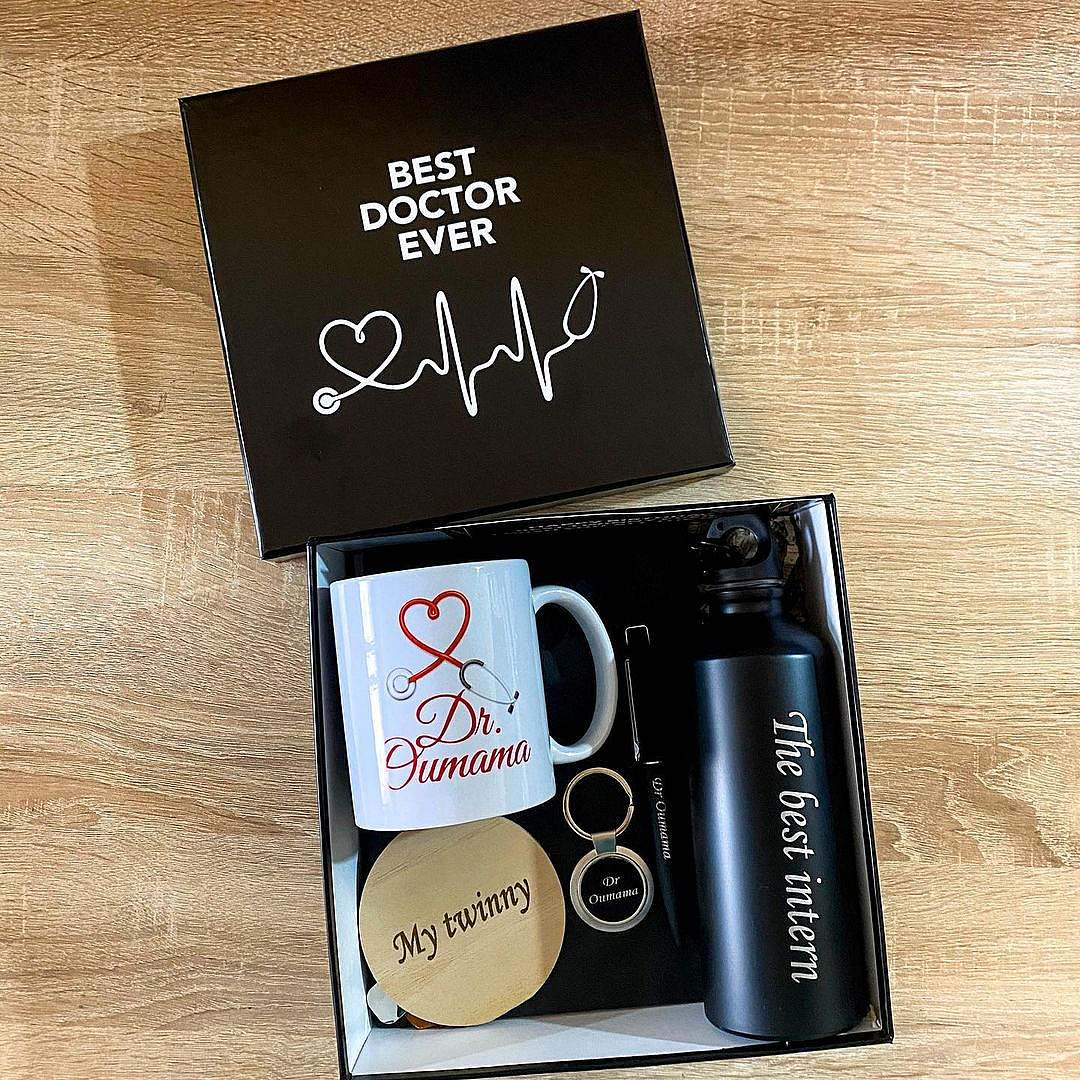 BEST
DOCTOR
EVER
Dr.
Oumama
Dr Oumama
Dr
Oumama
My twinny
The best intern